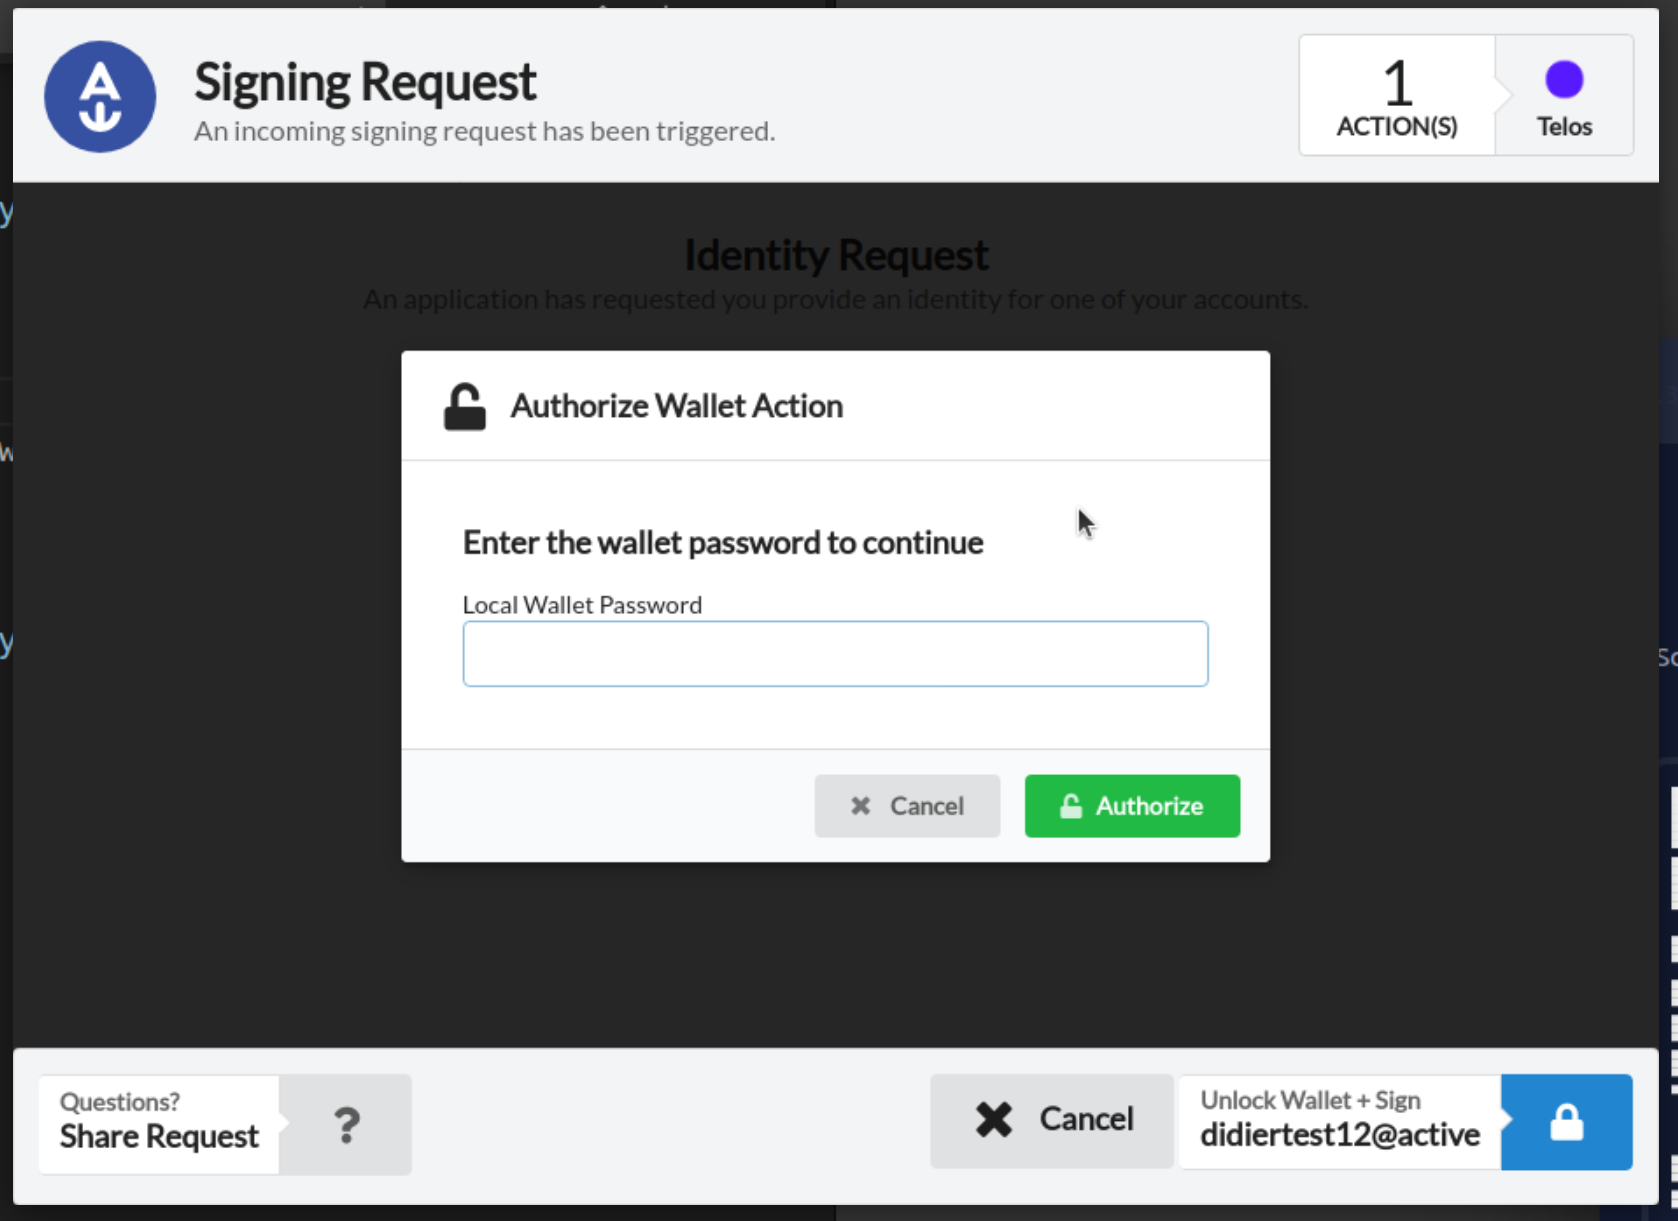 Signing Request
An incoming signing request has been triggered.
1
ACTION(S)
Telos
Identity Request
An application has requested you provide an identity for one of your accounts.
Authorize Wallet Action
Enter the wallet password to continue
Local Wallet Password
Cancel
Authorize
Questions?
Share Request
?
Cancel
Unlock Wallet + Sign
didiertest12@active